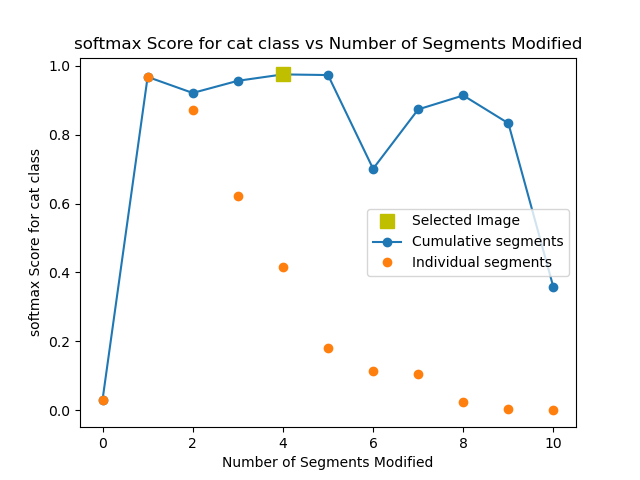 softmax Score for cat class vs Number of Segments Modified
softmax Score for cat class
1.0
0.8
0.6
0.4
0.2
0.0
Selected Image
Cumulative segments
Individual segments
0 2 4 6 8 10
Number of Segments Modified